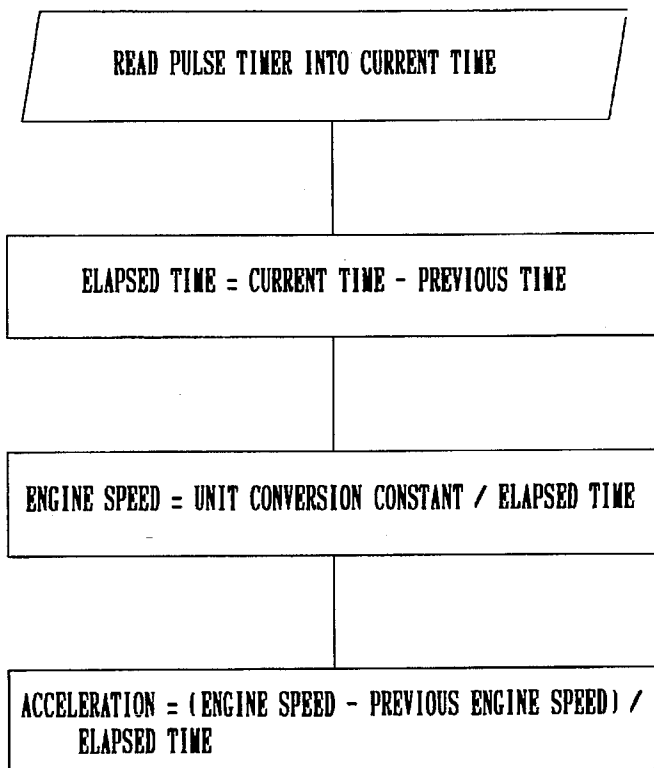 READ PULSE TIMER INTO CURRENT TIME
ELAPSED TIME = CURRENT TIME - PREVIOUS TIME
ENGINE SPEED = UNIT CONVERSION CONSTANT / ELAPSED TIME
ACCELERATION = (ENGINE SPEED - PREVIOUS ENGINE SPEED) /
ELAPSED TIME